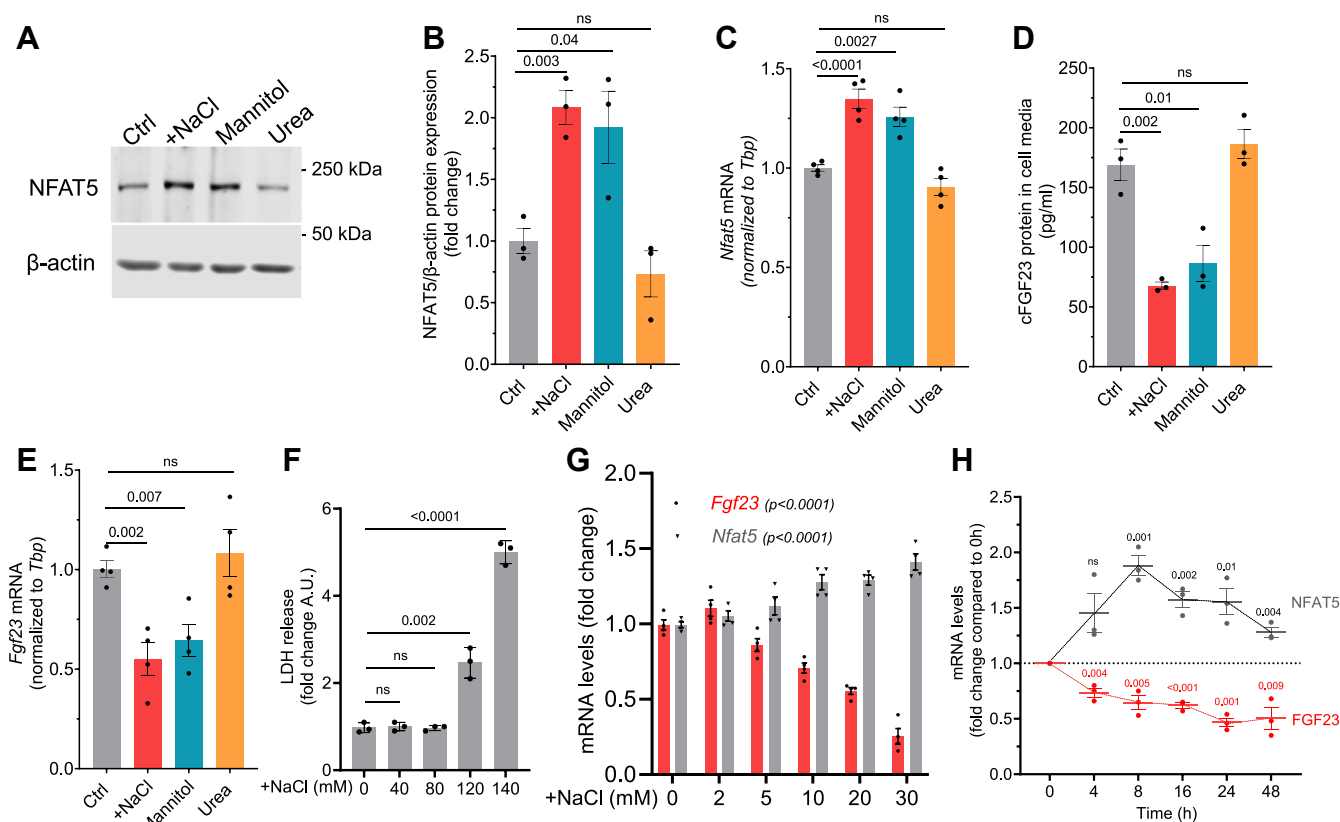 A
Ctrl
+NaCl
Mannitol
Urea
NFAT5
- 250 kDa
- 50 kDa
β-actin
B
NFAT5/β-actin protein expression
(fold change)
ns
0.04
0.003
2.5
2.0
1.5
1.0
0.5
0.0
Ctrl
+NaCl
Mannitol
Urea
C
Nfat5 mRNA
(normalized to Tbp)
ns
0.0027
<0.0001
1.5
1.0
0.5
0.0
Ctrl
+NaCl
Mannitol
Urea
D
cFGF23 protein in cell media
(pg/ml)
ns
0.01
0.002
250
200
150
100
50
0
Ctrl
+NaCl
Mannitol
Urea
E
Fgf23 mRNA
(normalized to Tbp)
ns
0.007
0.002
1.5
1.0
0.5
0.0
Ctrl
+NaCl
Mannitol
Urea
F
LDH release
(fold change A.U.)
<0.0001
0.002
ns
ns
6
4
2
0
+NaCl (mM)
0
40
80
120
140
G
mRNA levels (fold change)
Fgf23 (p<0.0001)
Nfat5 (p<0.0001)
2.0
1.5
1.0
0.5
0.0
+NaCl (mM)
0
2
5
10
20
30
H
mRNA levels
(fold change compared to 0h)
2.5
2.0
1.5
1.0
0.5
0.0
ns
0.001
0.002
0.01
0.004
NFAT5
0.004
0.005
<0.001
0.001
0.009
FGF23
0
4
8
16
24
48
Time (h)